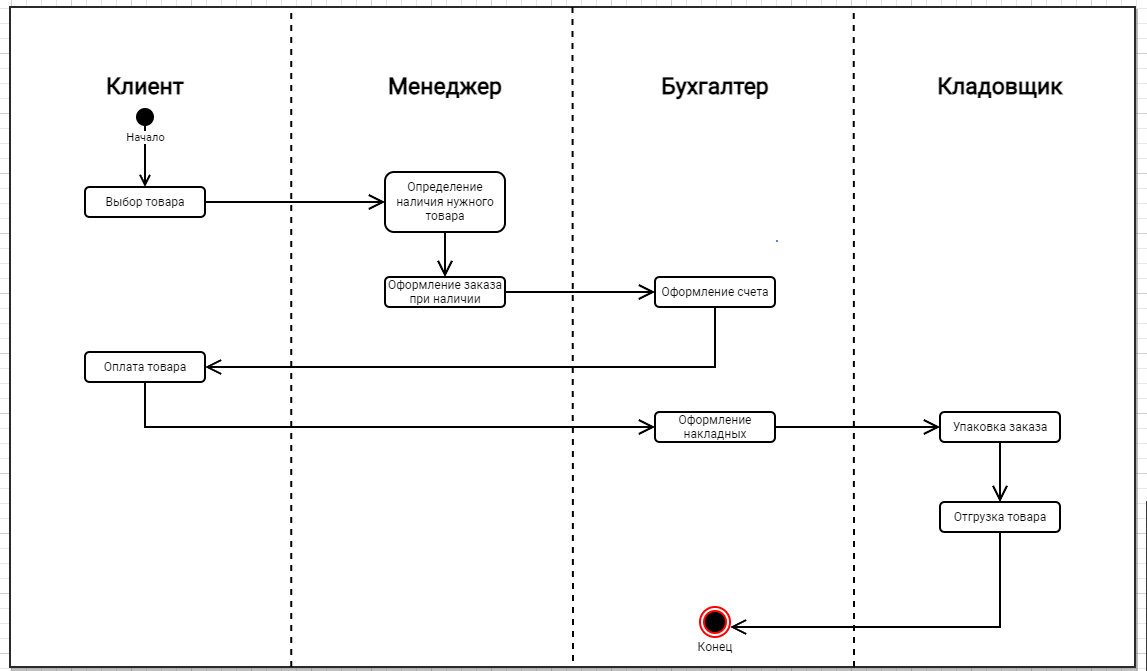 Клиент
Менеджер
Бухгалтер
Кладовщик
Начало
Выбор товара
Определение
наличия нужного
товара
Оформление заказа
при наличии
Оформление счета
Оплата товара
Оформление
накладных
Упаковка заказа
Отгрузка товара
Конец